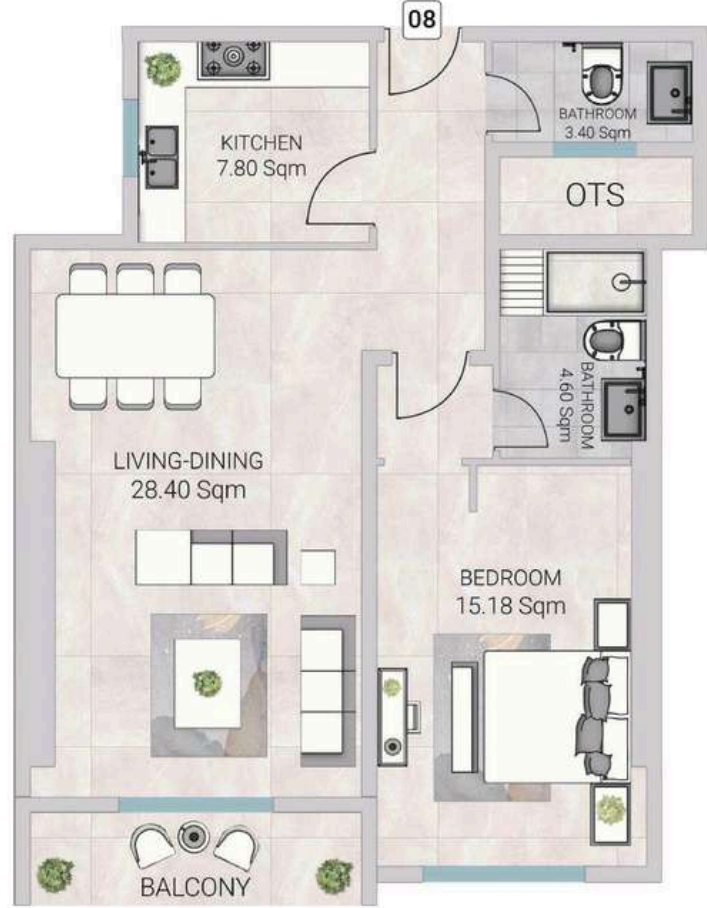 08
KITCHEN
7.80 Sqm
BATHROOM
3.40 Sqm
OTS
BATHROOM
4.60 Sqm
LIVING-DINING
28.40 Sqm
BEDROOM
15.18 Sqm
BALCONY